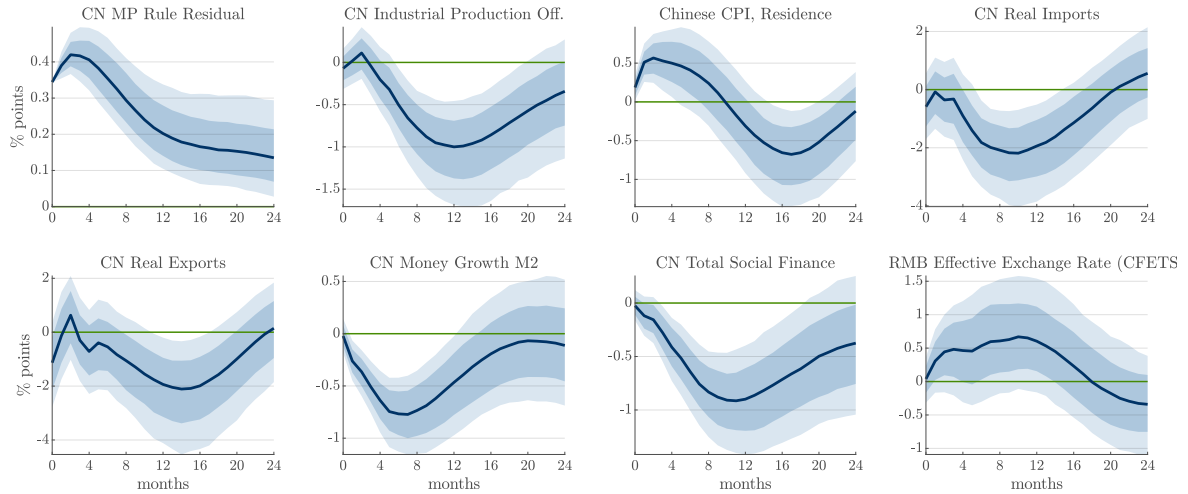 CN MP Rule Residual
CN Industrial Production Off.
Chinese CPI, Residence
CN Real Imports
% points
0.4
0.3
0.2
0.1
0
0 4 8 12 16 20 24
0
-0.5
-1
-1.5
0 4 8 12 16 20 24
0.5
0
-0.5
-1
0 4 8 12 16 20 24
2
0
-2
-4
0 4 8 12 16 20 24
CN Real Exports
CN Money Growth M2
CN Total Social Finance
RMB Effective Exchange Rate (CFETS
% points
2
0
-2
-4
0 4 8 12 16 20 24
months
0.5
0
-0.5
-1
0 4 8 12 16 20 24
months
0
-0.5
-1
0 4 8 12 16 20 24
months
1.5
1
0.5
0
-0.5
-1
0 4 8 12 16 20 24
months